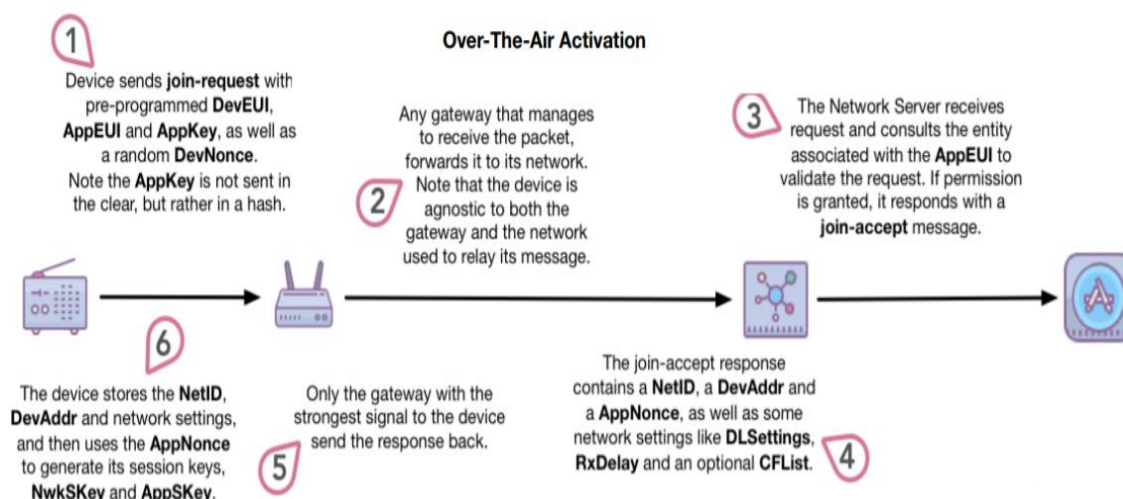 Over-The-Air Activation
1
Device sends join-request with
pre-programmed DevEUI,
AppEUI and AppKey, as well as
a random DevNonce.
Note the AppKey is not sent in
the clear, but rather in a hash.
Any gateway that manages
to receive the packet,
forwards it to its network.
2
Note that the device is
agnostic to both the
gateway and the network
used to relay its message.
3
The Network Server receives
request and consults the entity
associated with the AppEUI to
validate the request. If permission
is granted, it responds with a
join-accept message.
The join-accept response
contains a NetID, a DevAddr and
a AppNonce, as well as some
network settings like DLSettings,
RxDelay and an optional CFList.
4
Only the gateway with the
strongest signal to the device
send the response back.
5
6
The device stores the NetID,
DevAddr and network settings,
and then uses the AppNonce
to generate its session keys,
NwkSKey and AppSKey.